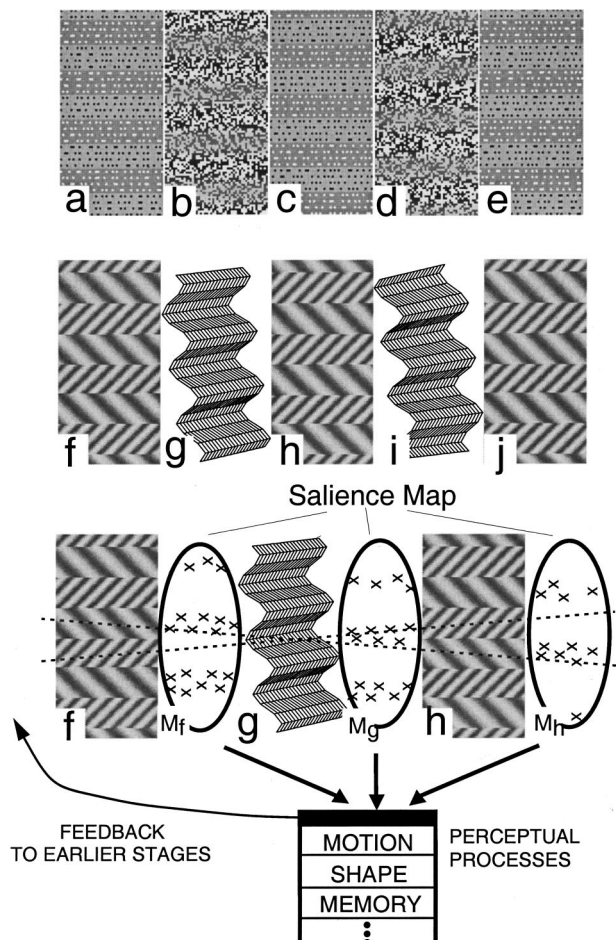 a b c d e
f g h i j
Salience Map
f Mf g Mg h Mh
FEEDBACK
TO EARLIER STAGES
PERCEPTUAL
PROCESSES
MOTION
SHAPE
MEMORY